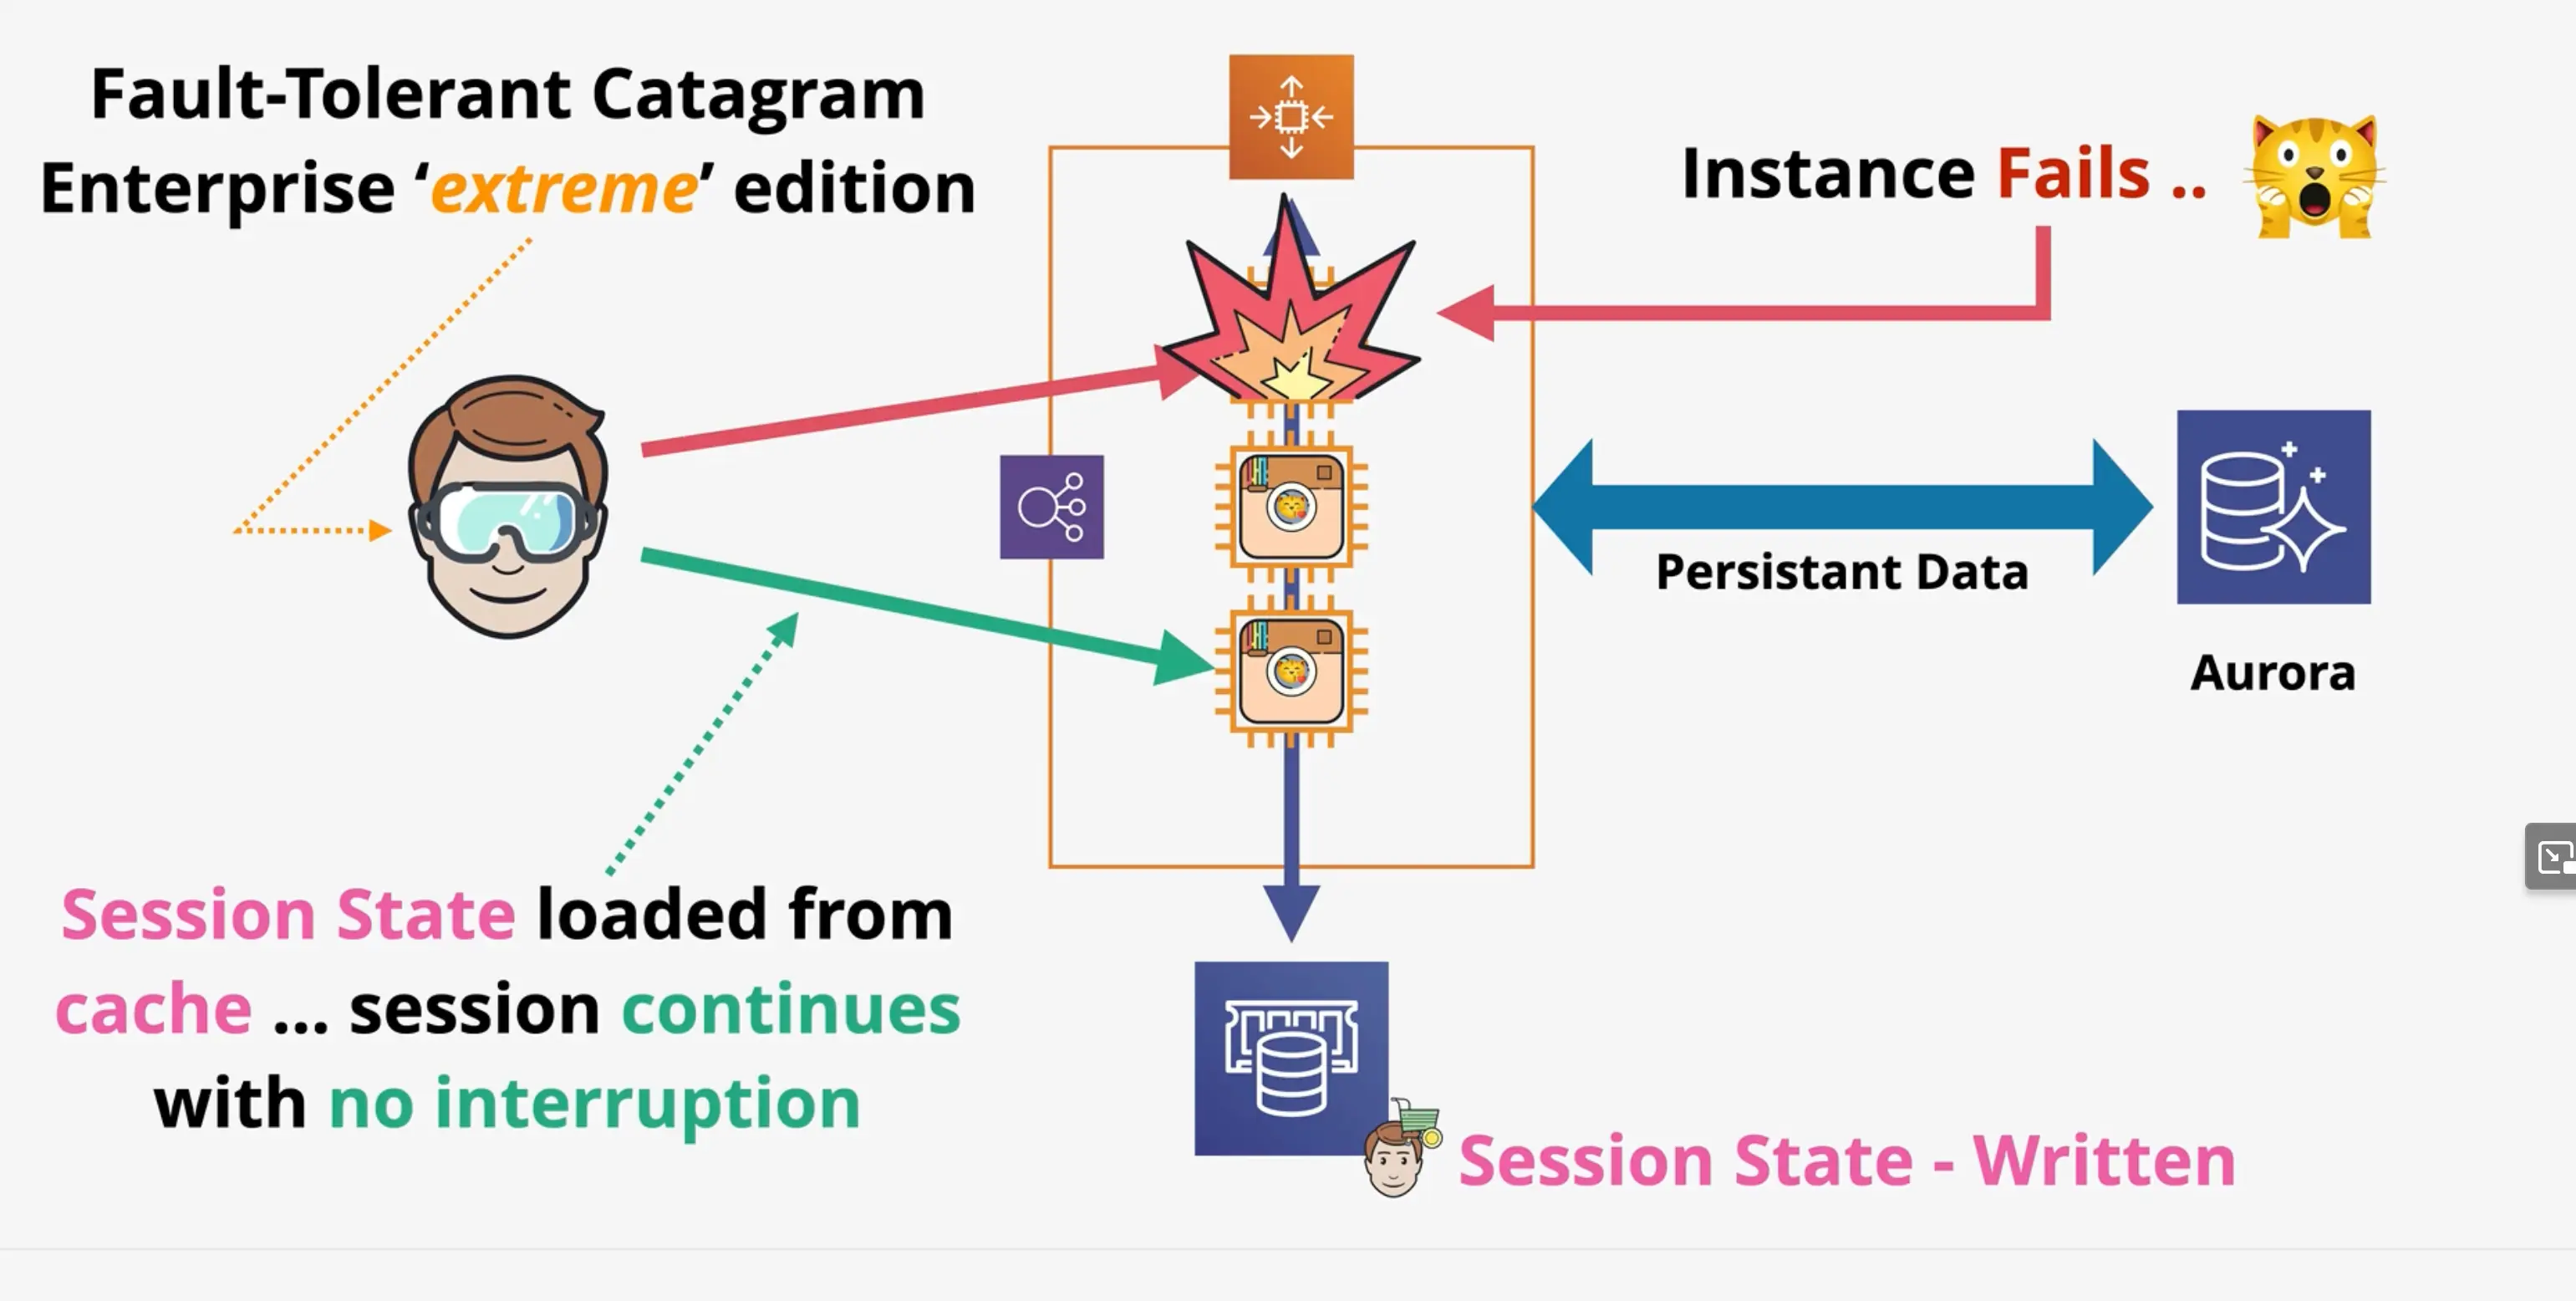 Fault-Tolerant Catagram
Enterprise ‘extreme’ edition
Instance Fails ..
Persistant Data
Aurora
Session State loaded from
cache ... session continues
with no interruption
Session State - Written